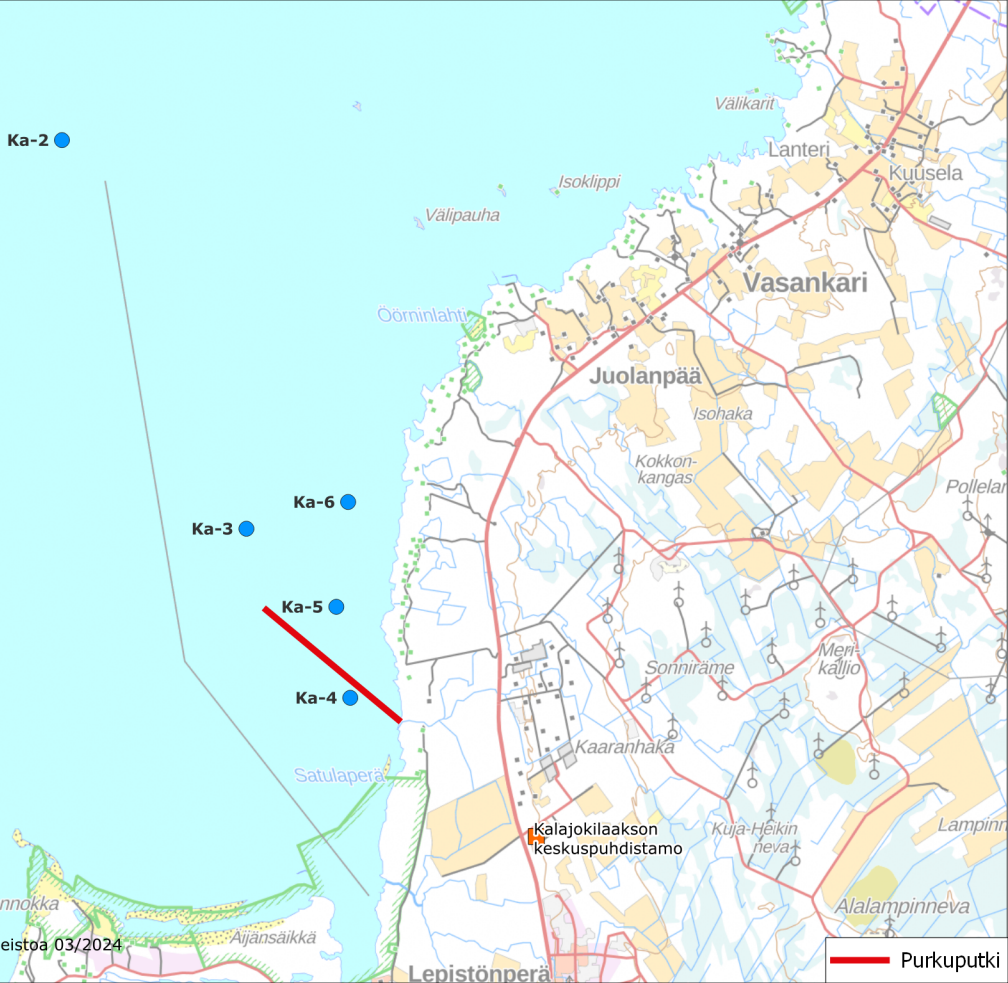 Välikarit
Ka-2
Lanteri
Kuusela
Isoklippi
Välipauha
Vasankari
Öörninlahti
Juolanpää
Isohaka
Kokkon-
kangas
Ka-6
Ka-3
Ka-5
Meri-
kallio
Sonniräme
Ka-4
Kaaranhaka
Satulaperä
Kalajokilaakson
keskuspuhdistamo
Kuja-Heikin
neva
Lampinn
nnokka
Alalampinneva
Äijänsäikkä
eistoa 03/2024
Purkuputki
Lepistönperä